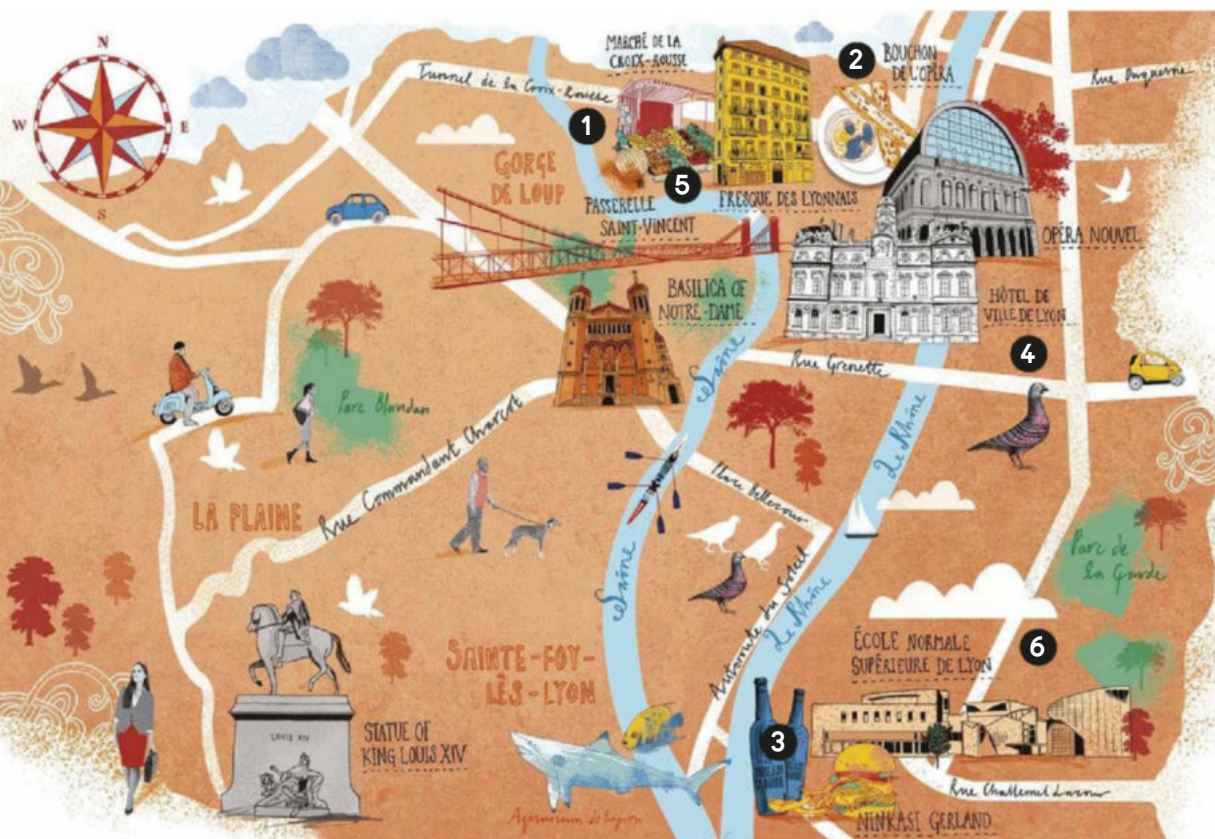 N
W
E
S
MARCHÉ DE LA
CROIX-ROUSSE
2
BOUCHON
DE L'OPÉRA
Tunnel de la Croix-Rousse
Rue Duquesne
1
GORGE
DE LOUP
5
PASSERELLE
SAINT-VINCENT
FRESQUE DES LYONNAIS
OPÉRA NOUVEL
BASILICA OF
NOTRE-DAME
HÔTEL DE
VILLE DE LYON
La Saône
Rue Grenette
4
Parc Blandan
Rue Commandant Charcot
Le Rhône
Place Bellecour
LA PLAINE
Parc de
la Garde
La Saône
Autoroute du Soleil
Le Rhône
SAINTE-FOY-
LÈS-LYON
ÉCOLE NORMALE
SUPÉRIEURE DE LYON
6
LOUIS XIV
STATUE OF
KING LOUIS XIV
3
Rue Challemel Lacour
Aquarium de Lyon
NINKASI GERLAND